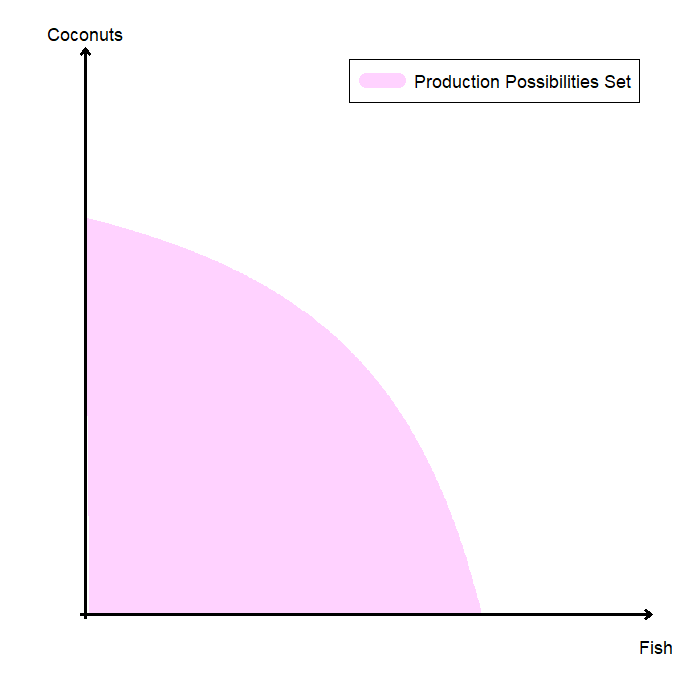 Coconuts
Production Possibilities Set
Fish